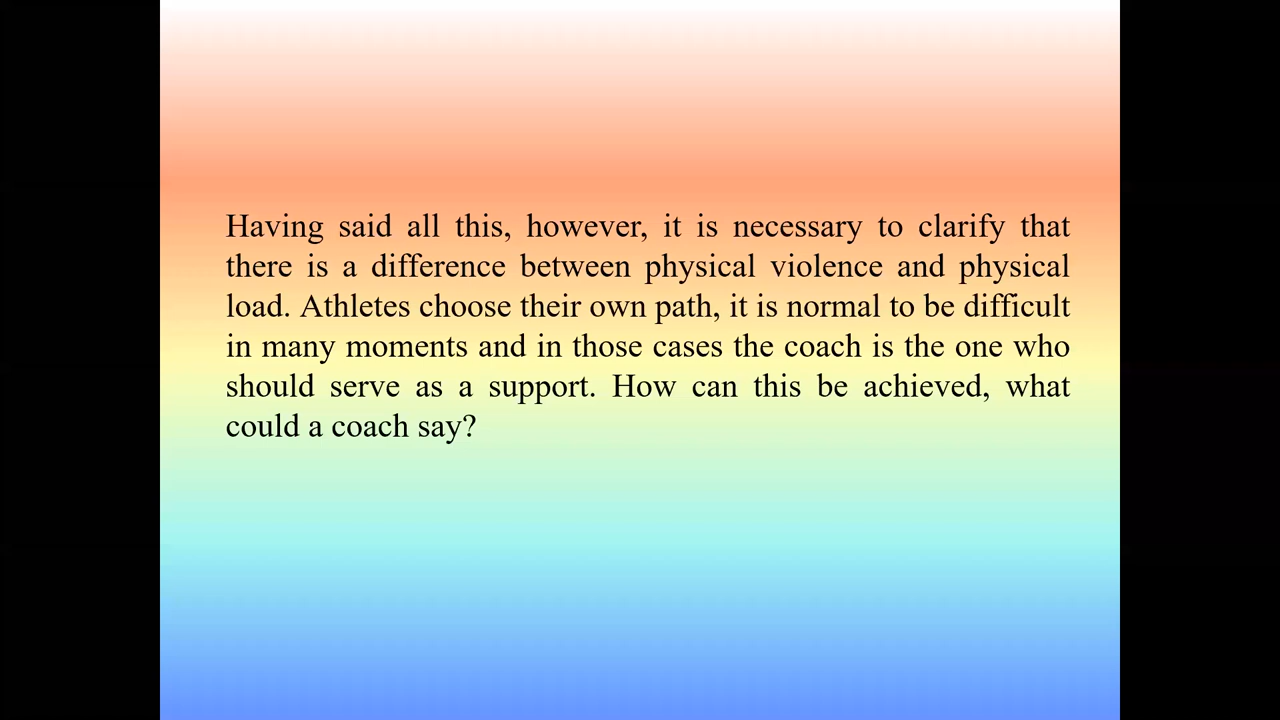 Having said all this, however, it is necessary to clarify that
there is a difference between physical violence and physical
load. Athletes choose their own path, it is normal to be difficult
in many moments and in those cases the coach is the one who
should serve as a support. How can this be achieved, what
could a coach say?